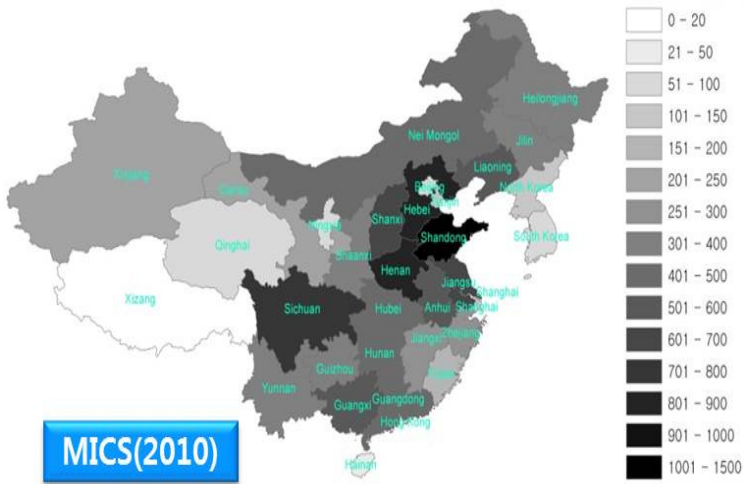 0 - 20
21 - 50
51 - 100
101 - 150
151 - 200
201 - 250
251 - 300
301 - 400
401 - 500
501 - 600
601 - 700
701 - 800
801 - 900
901 - 1000
1001 - 1500
Heilongjiang
Nei Mongol
Jilin
Liaoning
Xinjiang
Gansu
Beijing
North Korea
Hebei
Ningxia
Shanxi
Qinghai
Shandong
South Korea
Shaanxi
Henan
Xizang
Jiangsu
Shanghai
Sichuan
Hubei
Anhui
Shanghai
Zhejiang
Jiangxi
Hunan
Guizhou
Fujian
Yunnan
Guangxi
Guangdong
Hong Kong
Hainan
MICS(2010)